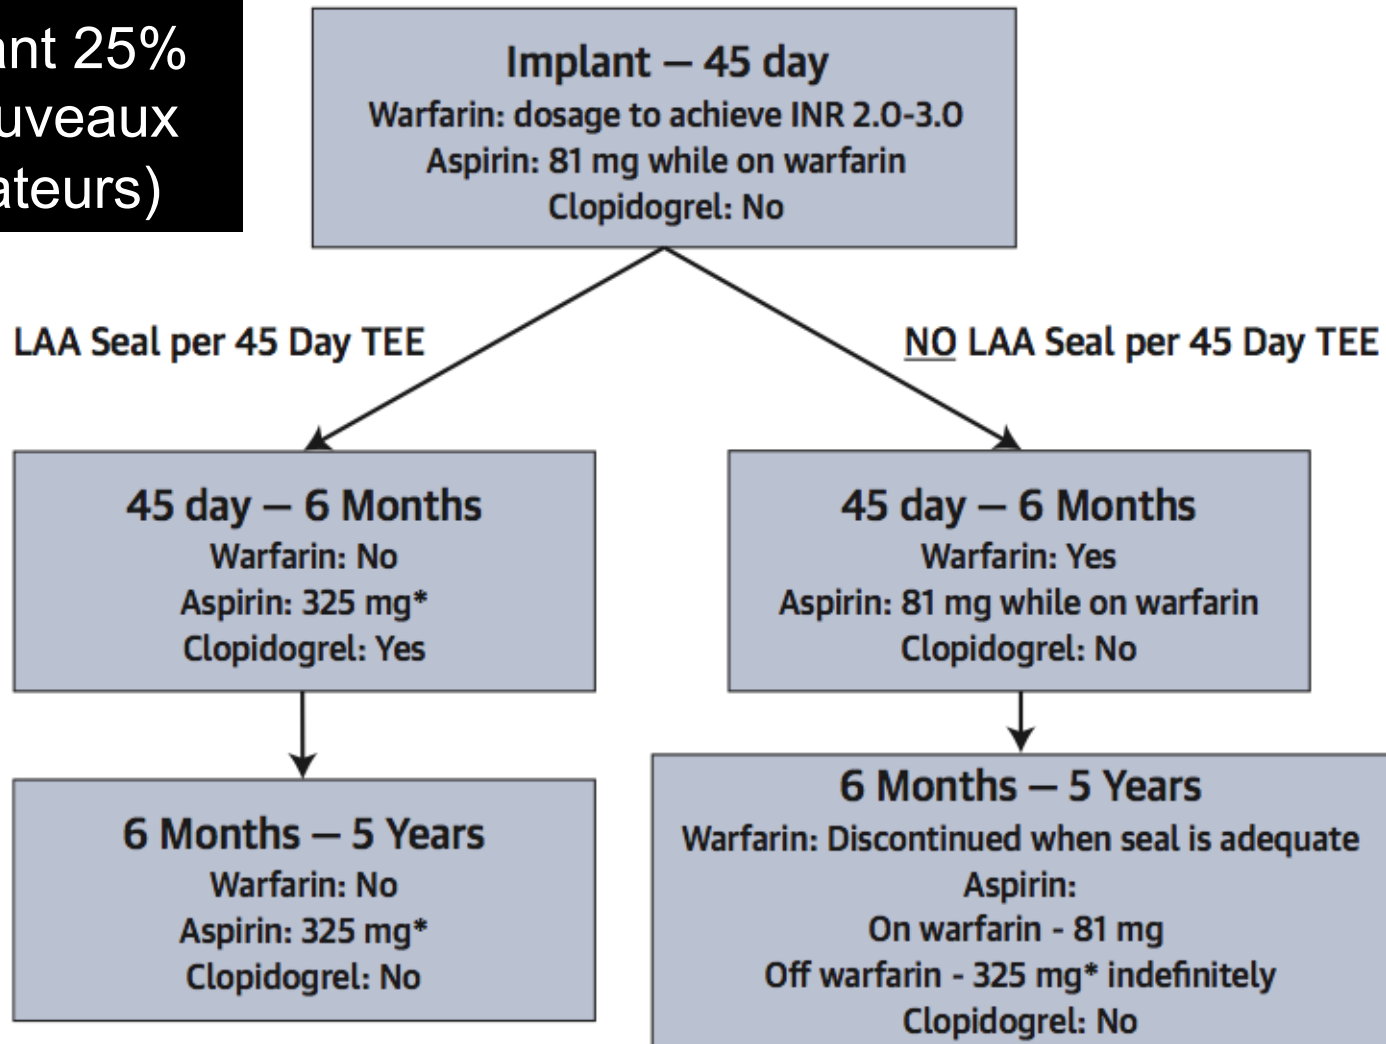 ant 25%
uveaux
ateurs)
Implant – 45 day
Warfarin: dosage to achieve INR 2.0-3.0
Aspirin: 81 mg while on warfarin
Clopidogrel: No
LAA Seal per 45 Day TEE
NO LAA Seal per 45 Day TEE
45 day – 6 Months
Warfarin: No
Aspirin: 325 mg*
Clopidogrel: Yes
45 day – 6 Months
Warfarin: Yes
Aspirin: 81 mg while on warfarin
Clopidogrel: No
6 Months – 5 Years
Warfarin: No
Aspirin: 325 mg*
Clopidogrel: No
6 Months – 5 Years
Warfarin: Discontinued when seal is adequate
Aspirin:
On warfarin - 81 mg
Off warfarin - 325 mg* indefinitely
Clopidogrel: No